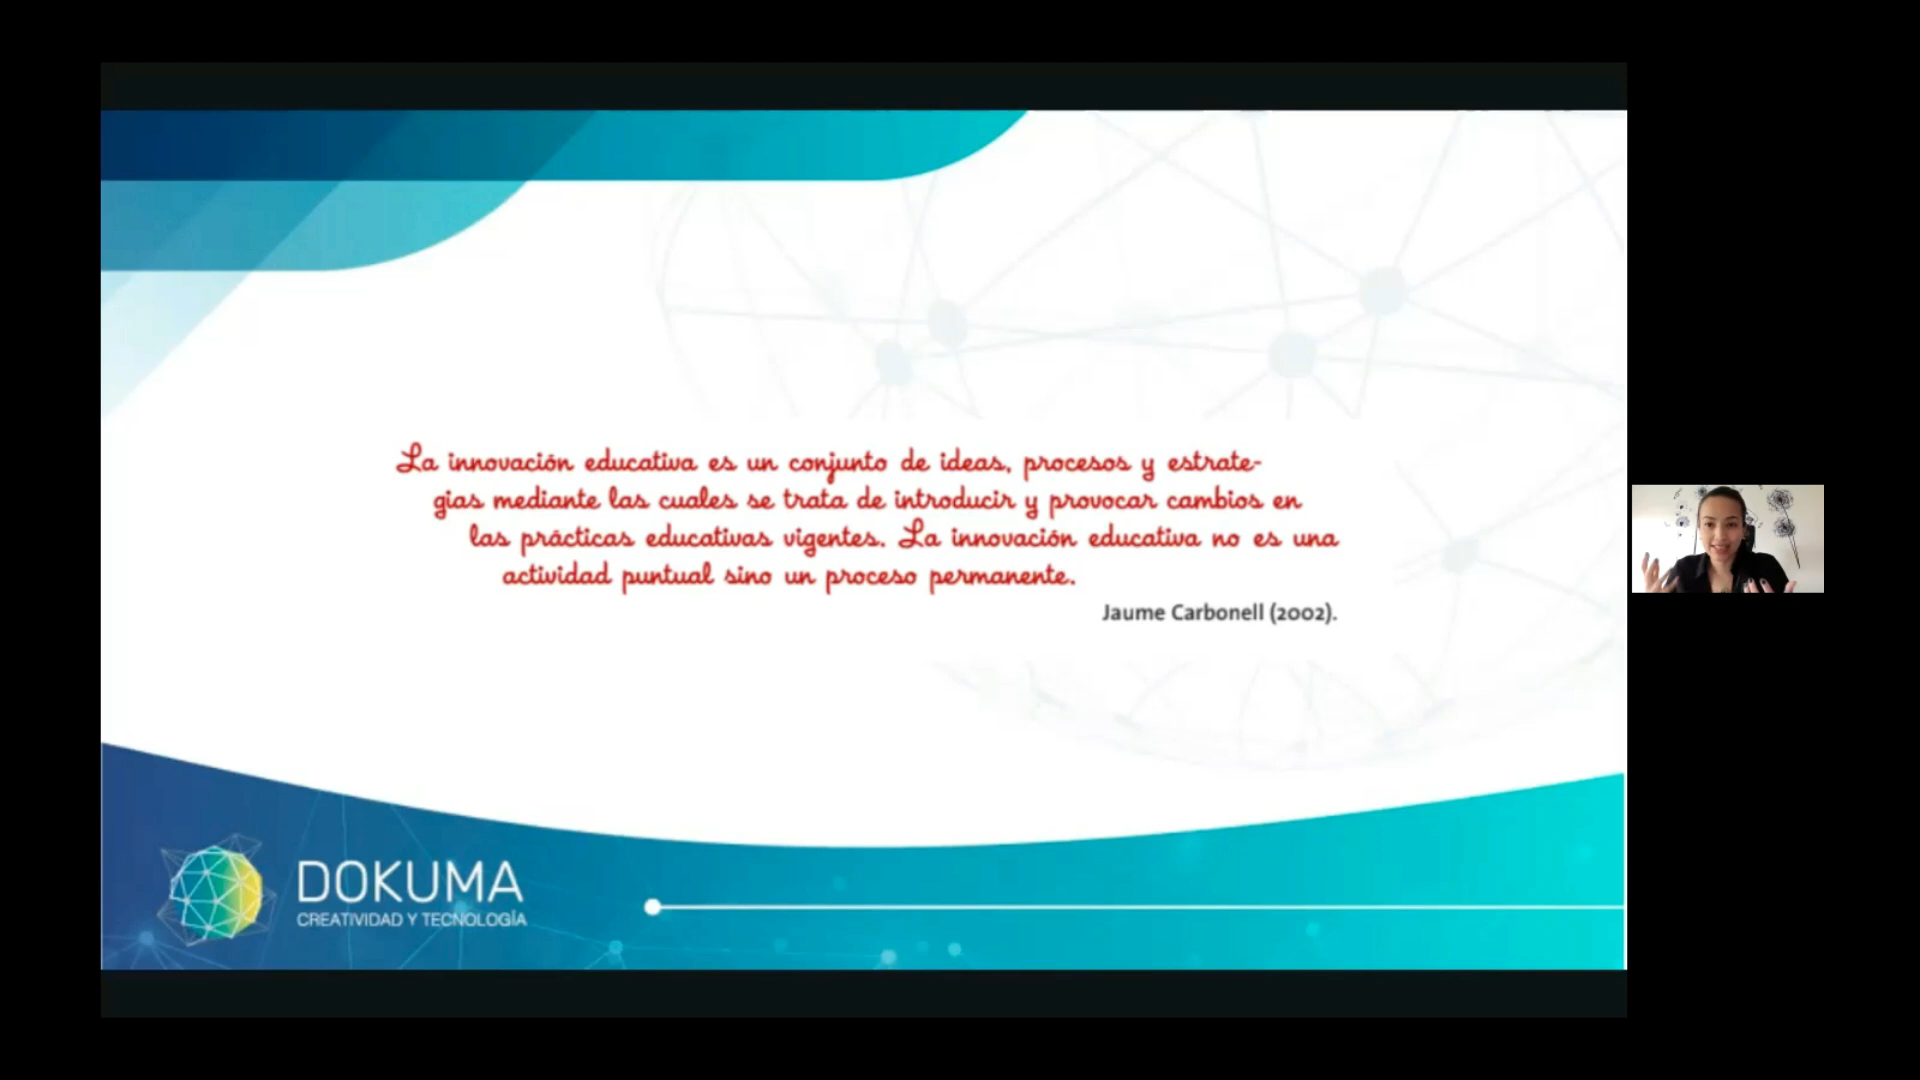 La innovación educativa es un conjunto de ideas, procesos y estrate-
gias mediante las cuales se trata de introducir y provocar cambios en
las prácticas educativas vigentes. La innovación educativa no es una
actividad puntual sino un proceso permanente.
Jaume Carbonell (2002).
DOKUMA
CREATIVIDAD Y TECNOLOGÍA